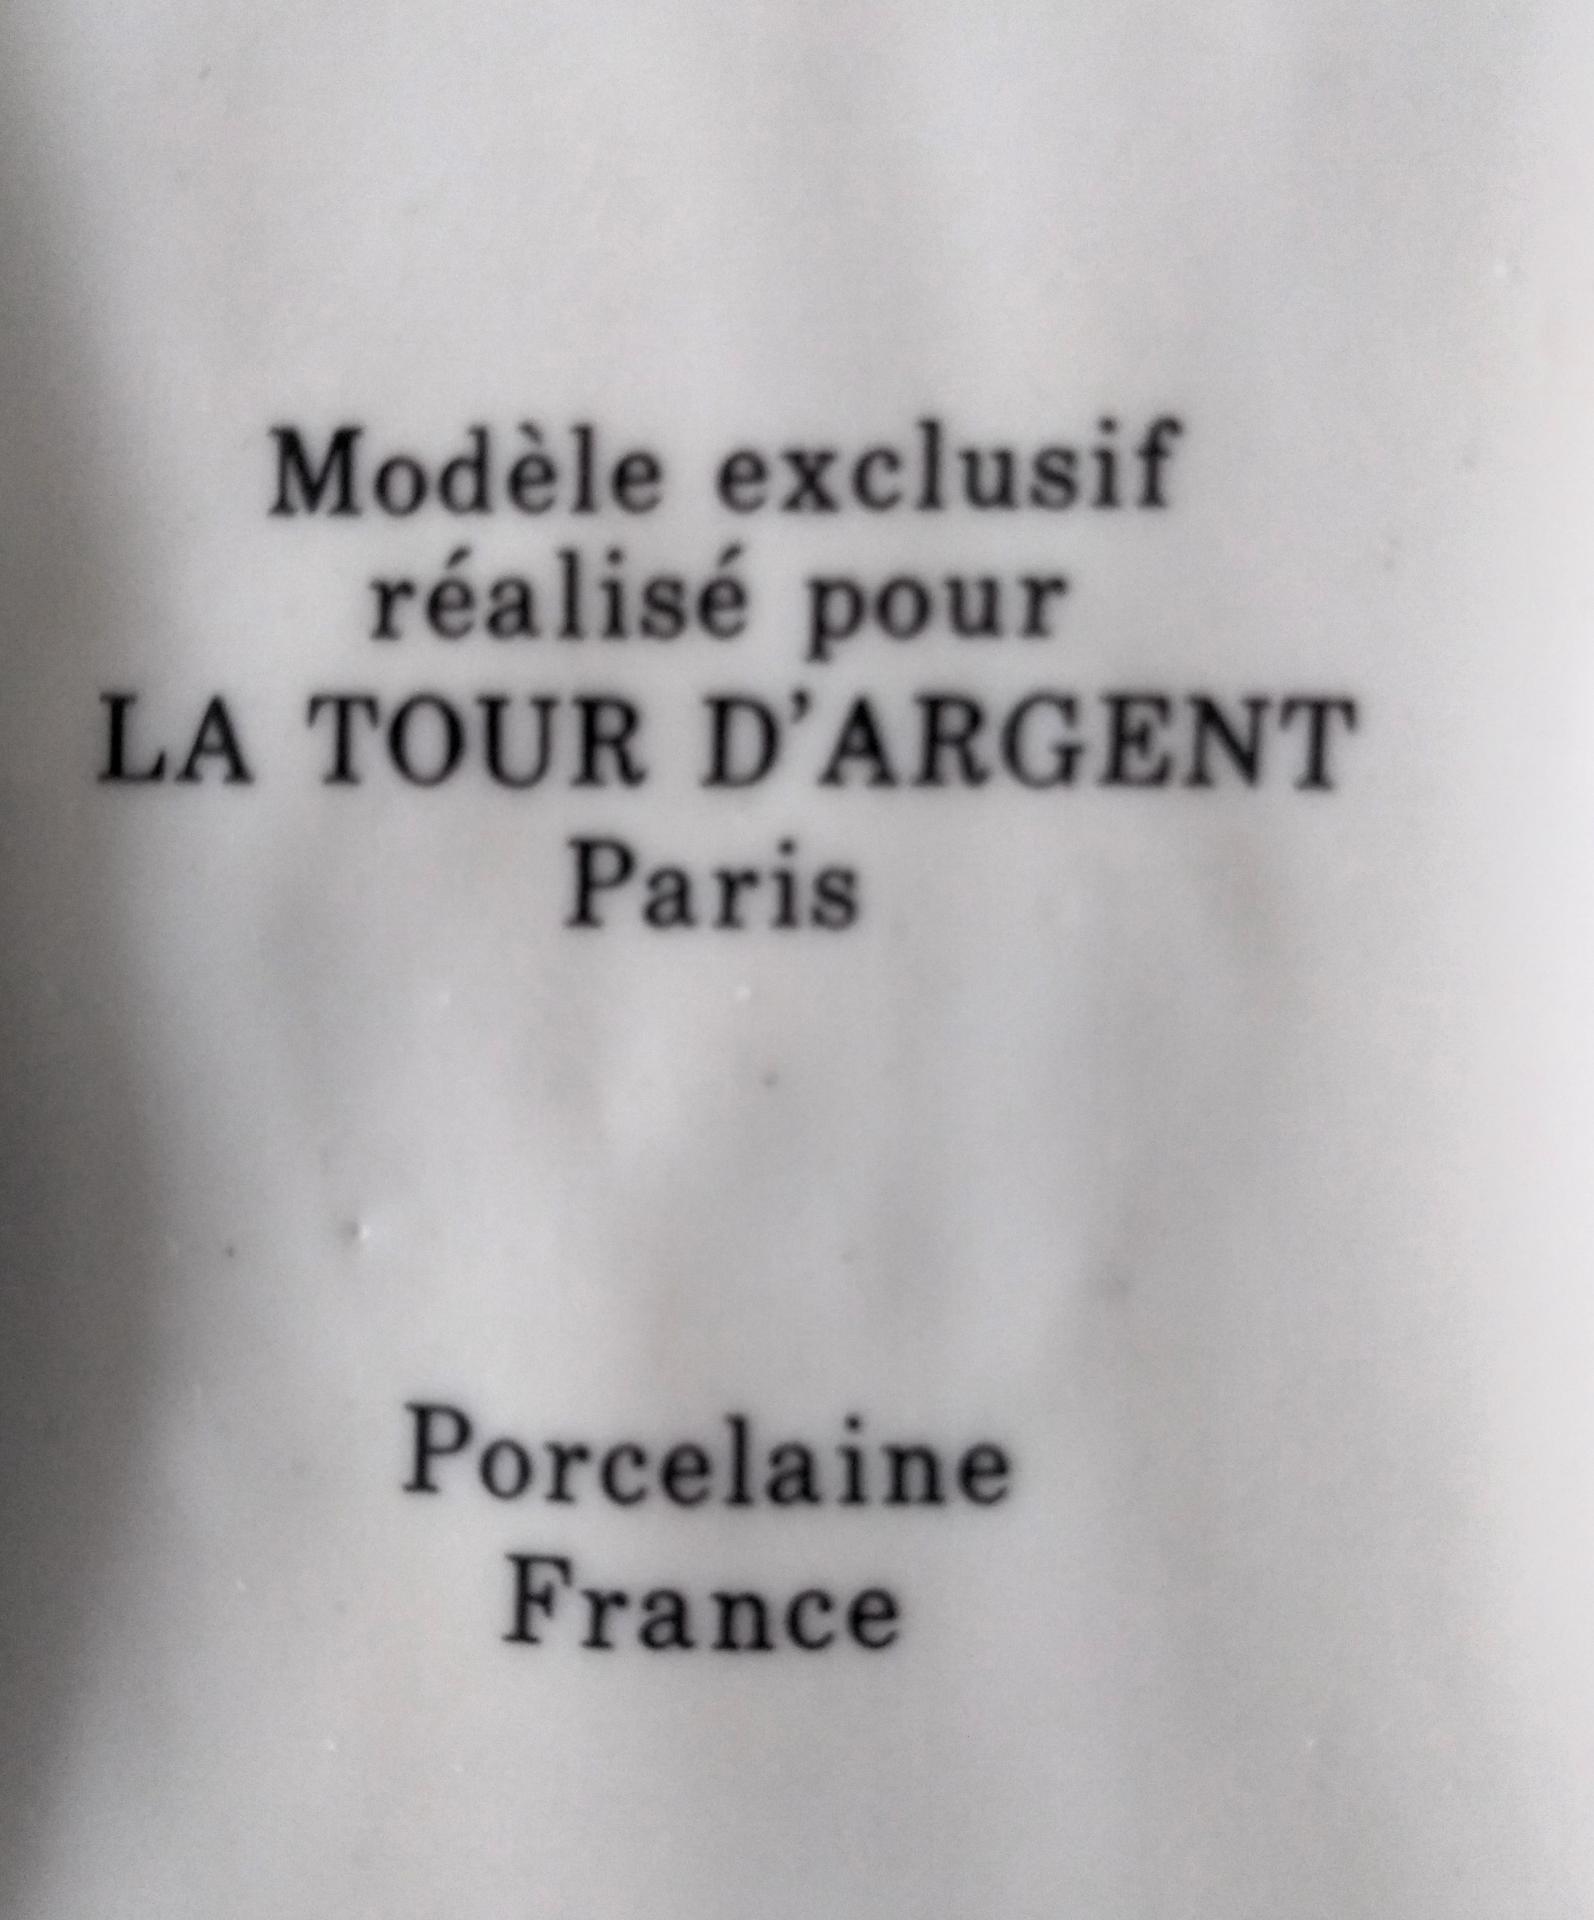 Modèle exclusif
réalisé pour
LA TOUR D'ARGENT
Paris
Porcelaine
France